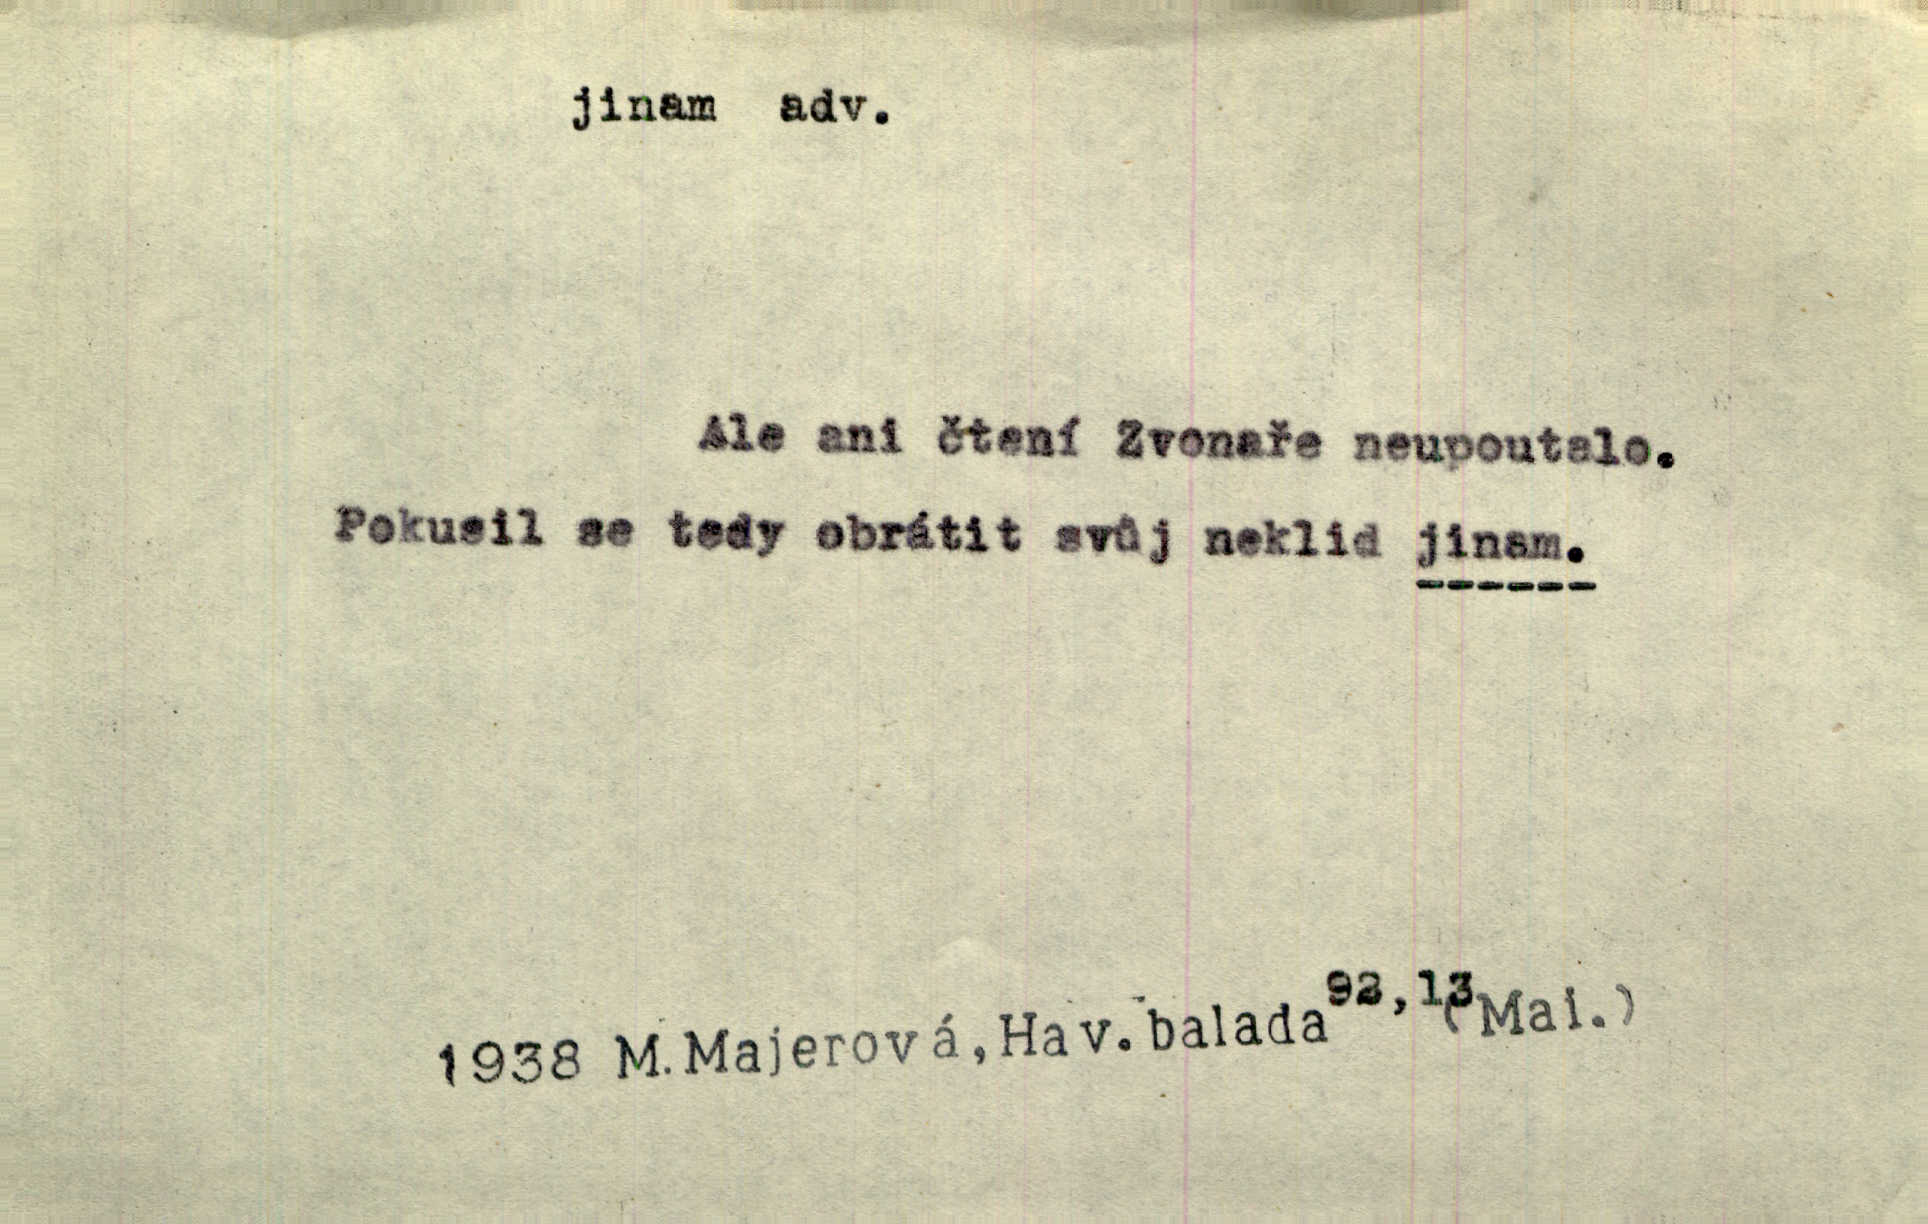 jinam adv.
Ale ani čtení Zvonaře neupoutalo.
Pokusil se tedy obrátit svůj neklid jinam.
1938 M.Majerová,Hav.balada 92,13 (Mai.)